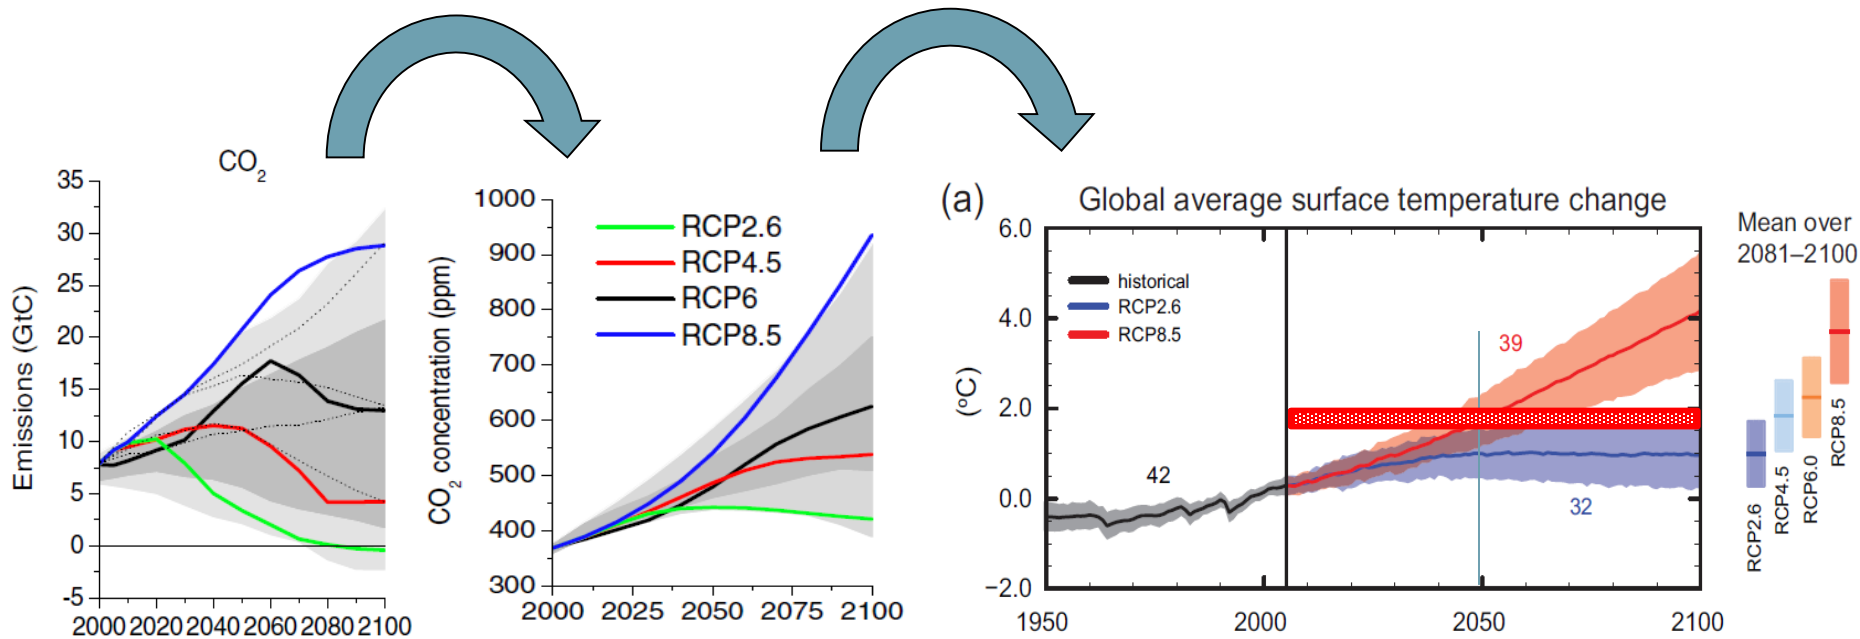 CO2
35
30
25
20
15
10
5
0
-5
Emissions (GtC)
2000 2020 2040 2060 2080 2100
1000
900
800
700
600
500
400
300
CO2 concentration (ppm)
RCP2.6
RCP4.5
RCP6
RCP8.5
2000 2025 2050 2075 2100
(a) Global average surface temperature change
6.0
4.0
2.0
0.0
−2.0
(oC)
historical
RCP2.6
RCP8.5
42
39
32
1950 2000 2050 2100
Mean over
2081–2100
RCP2.6
RCP4.5
RCP6.0
RCP8.5